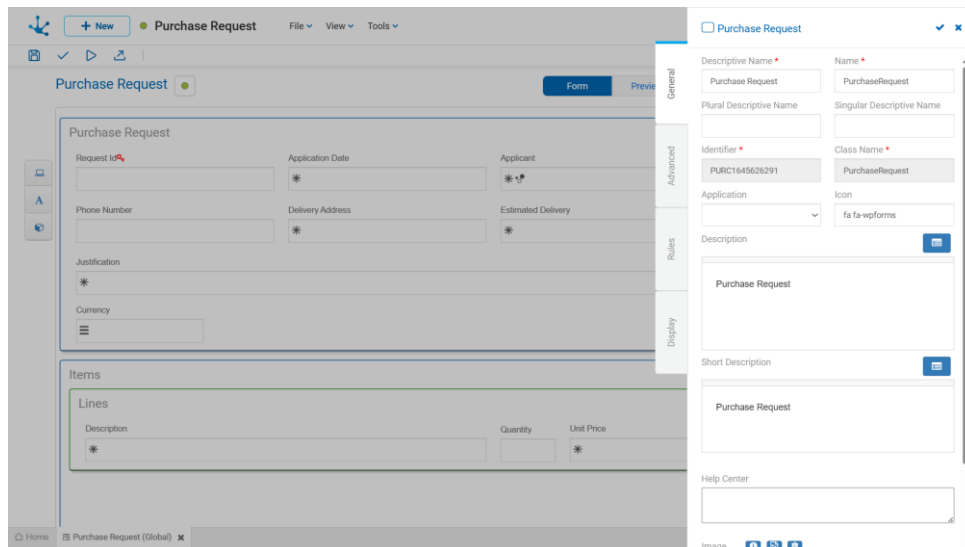 + New
Purchase Request
File
View
Tools
Purchase Request
Form
Previe
Purchase Request
Request Id
Application Date
Applicant
Phone Number
Delivery Address
Estimated Delivery
Justification
Currency
Items
Lines
Description
Quantity
Unit Price
Home
Purchase Request (Global)
General
Advanced
Rules
Display
Purchase Request
Descriptive Name *
Name *
Purchase Request
PurchaseRequest
Plural Descriptive Name
Singular Descriptive Name
Identifier *
Class Name *
PURC1645626291
PurchaseRequest
Application
Icon
fa fa-wpforms
Description
Purchase Request
Short Description
Purchase Request
Help Center
Image